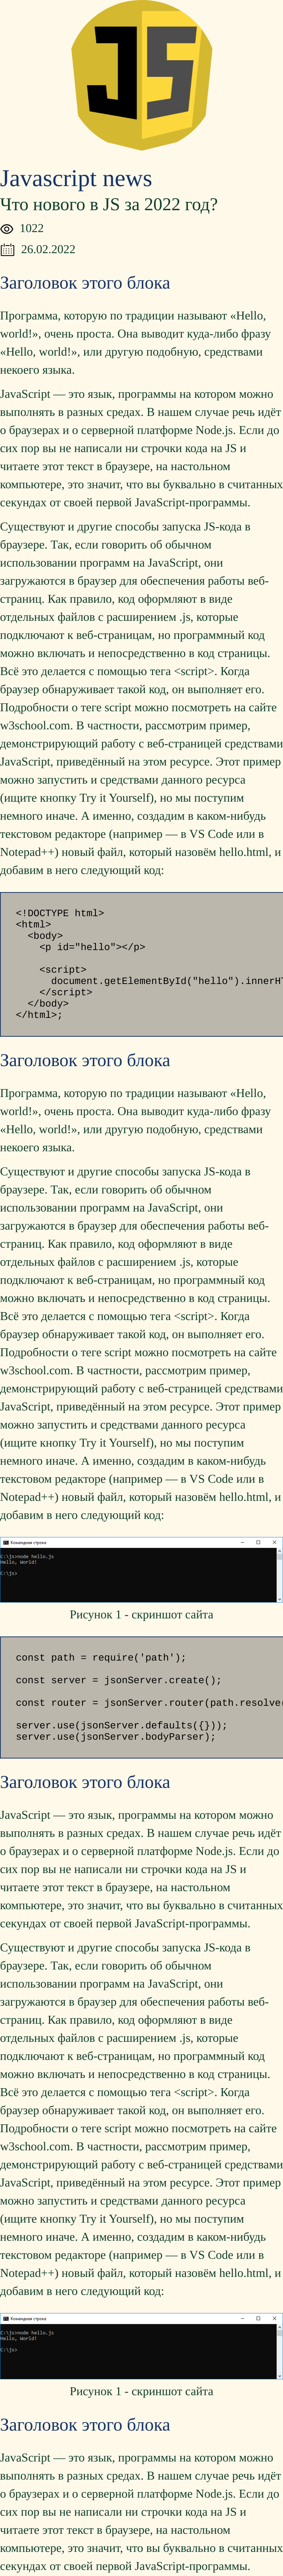 JS
Javascript news
Что нового в JS за 2022 год?
1022
26.02.2022
Заголовок этого блока
Программа, которую по традиции называют «Hello,
world!», очень проста. Она выводит куда-либо фразу
«Hello, world!», или другую подобную, средствами
некоего языка.
JavaScript — это язык, программы на котором можно
выполнять в разных средах. В нашем случае речь идёт
о браузерах и о серверной платформе Node.js. Если до
сих пор вы не написали ни строчки кода на JS и
читаете этот текст в браузере, на настольном
компьютере, это значит, что вы буквально в считанных
секундах от своей первой JavaScript-программы.
Существуют и другие способы запуска JS-кода в
браузере. Так, если говорить об обычном
использовании программ на JavaScript, они
загружаются в браузер для обеспечения работы веб-
страниц. Как правило, код оформляют в виде
отдельных файлов с расширением .js, которые
подключают к веб-страницам, но программный код
можно включать и непосредственно в код страницы.
Всё это делается с помощью тега <script>. Когда
браузер обнаруживает такой код, он выполняет его.
Подробности о теге script можно посмотреть на сайте
w3school.com. В частности, рассмотрим пример,
демонстрирующий работу с веб-страницей средствами
JavaScript, приведённый на этом ресурсе. Этот пример
можно запустить и средствами данного ресурса
(ищите кнопку Try it Yourself), но мы поступим
немного иначе. А именно, создадим в каком-нибудь
текстовом редакторе (например — в VS Code или в
Notepad++) новый файл, который назовём hello.html, и
добавим в него следующий код:
<!DOCTYPE html>
<html>
<body>
<p id="hello"></p>
<script>
document.getElementById("hello").innerHT
</script>
</body>
</html>;
Заголовок этого блока
Программа, которую по традиции называют «Hello,
world!», очень проста. Она выводит куда-либо фразу
«Hello, world!», или другую подобную, средствами
некоего языка.
Существуют и другие способы запуска JS-кода в
браузере. Так, если говорить об обычном
использовании программ на JavaScript, они
загружаются в браузер для обеспечения работы веб-
страниц. Как правило, код оформляют в виде
отдельных файлов с расширением .js, которые
подключают к веб-страницам, но программный код
можно включать и непосредственно в код страницы.
Всё это делается с помощью тега <script>. Когда
браузер обнаруживает такой код, он выполняет его.
Подробности о теге script можно посмотреть на сайте
w3school.com. В частности, рассмотрим пример,
демонстрирующий работу с веб-страницей средствами
JavaScript, приведённый на этом ресурсе. Этот пример
можно запустить и средствами данного ресурса
(ищите кнопку Try it Yourself), но мы поступим
немного иначе. А именно, создадим в каком-нибудь
текстовом редакторе (например — в VS Code или в
Notepad++) новый файл, который назовём hello.html, и
добавим в него следующий код:
Командная строка
C:\js>node hello.js
Hello, World!
C:\js>
Рисунок 1 - скриншот сайта
const path = require('path');
const server = jsonServer.create();
const router = jsonServer.router(path.resolve(
server.use(jsonServer.defaults({}));
server.use(jsonServer.bodyParser);
Заголовок этого блока
JavaScript — это язык, программы на котором можно
выполнять в разных средах. В нашем случае речь идёт
о браузерах и о серверной платформе Node.js. Если до
сих пор вы не написали ни строчки кода на JS и
читаете этот текст в браузере, на настольном
компьютере, это значит, что вы буквально в считанных
секундах от своей первой JavaScript-программы.
Существуют и другие способы запуска JS-кода в
браузере. Так, если говорить об обычном
использовании программ на JavaScript, они
загружаются в браузер для обеспечения работы веб-
страниц. Как правило, код оформляют в виде
отдельных файлов с расширением .js, которые
подключают к веб-страницам, но программный код
можно включать и непосредственно в код страницы.
Всё это делается с помощью тега <script>. Когда
браузер обнаруживает такой код, он выполняет его.
Подробности о теге script можно посмотреть на сайте
w3school.com. В частности, рассмотрим пример,
демонстрирующий работу с веб-страницей средствами
JavaScript, приведённый на этом ресурсе. Этот пример
можно запустить и средствами данного ресурса
(ищите кнопку Try it Yourself), но мы поступим
немного иначе. А именно, создадим в каком-нибудь
текстовом редакторе (например — в VS Code или в
Notepad++) новый файл, который назовём hello.html, и
добавим в него следующий код:
Командная строка
C:\js>node hello.js
Hello, World!
C:\js>
Рисунок 1 - скриншот сайта
Заголовок этого блока
JavaScript — это язык, программы на котором можно
выполнять в разных средах. В нашем случае речь идёт
о браузерах и о серверной платформе Node.js. Если до
сих пор вы не написали ни строчки кода на JS и
читаете этот текст в браузере, на настольном
компьютере, это значит, что вы буквально в считанных
секундах от своей первой JavaScript-программы.